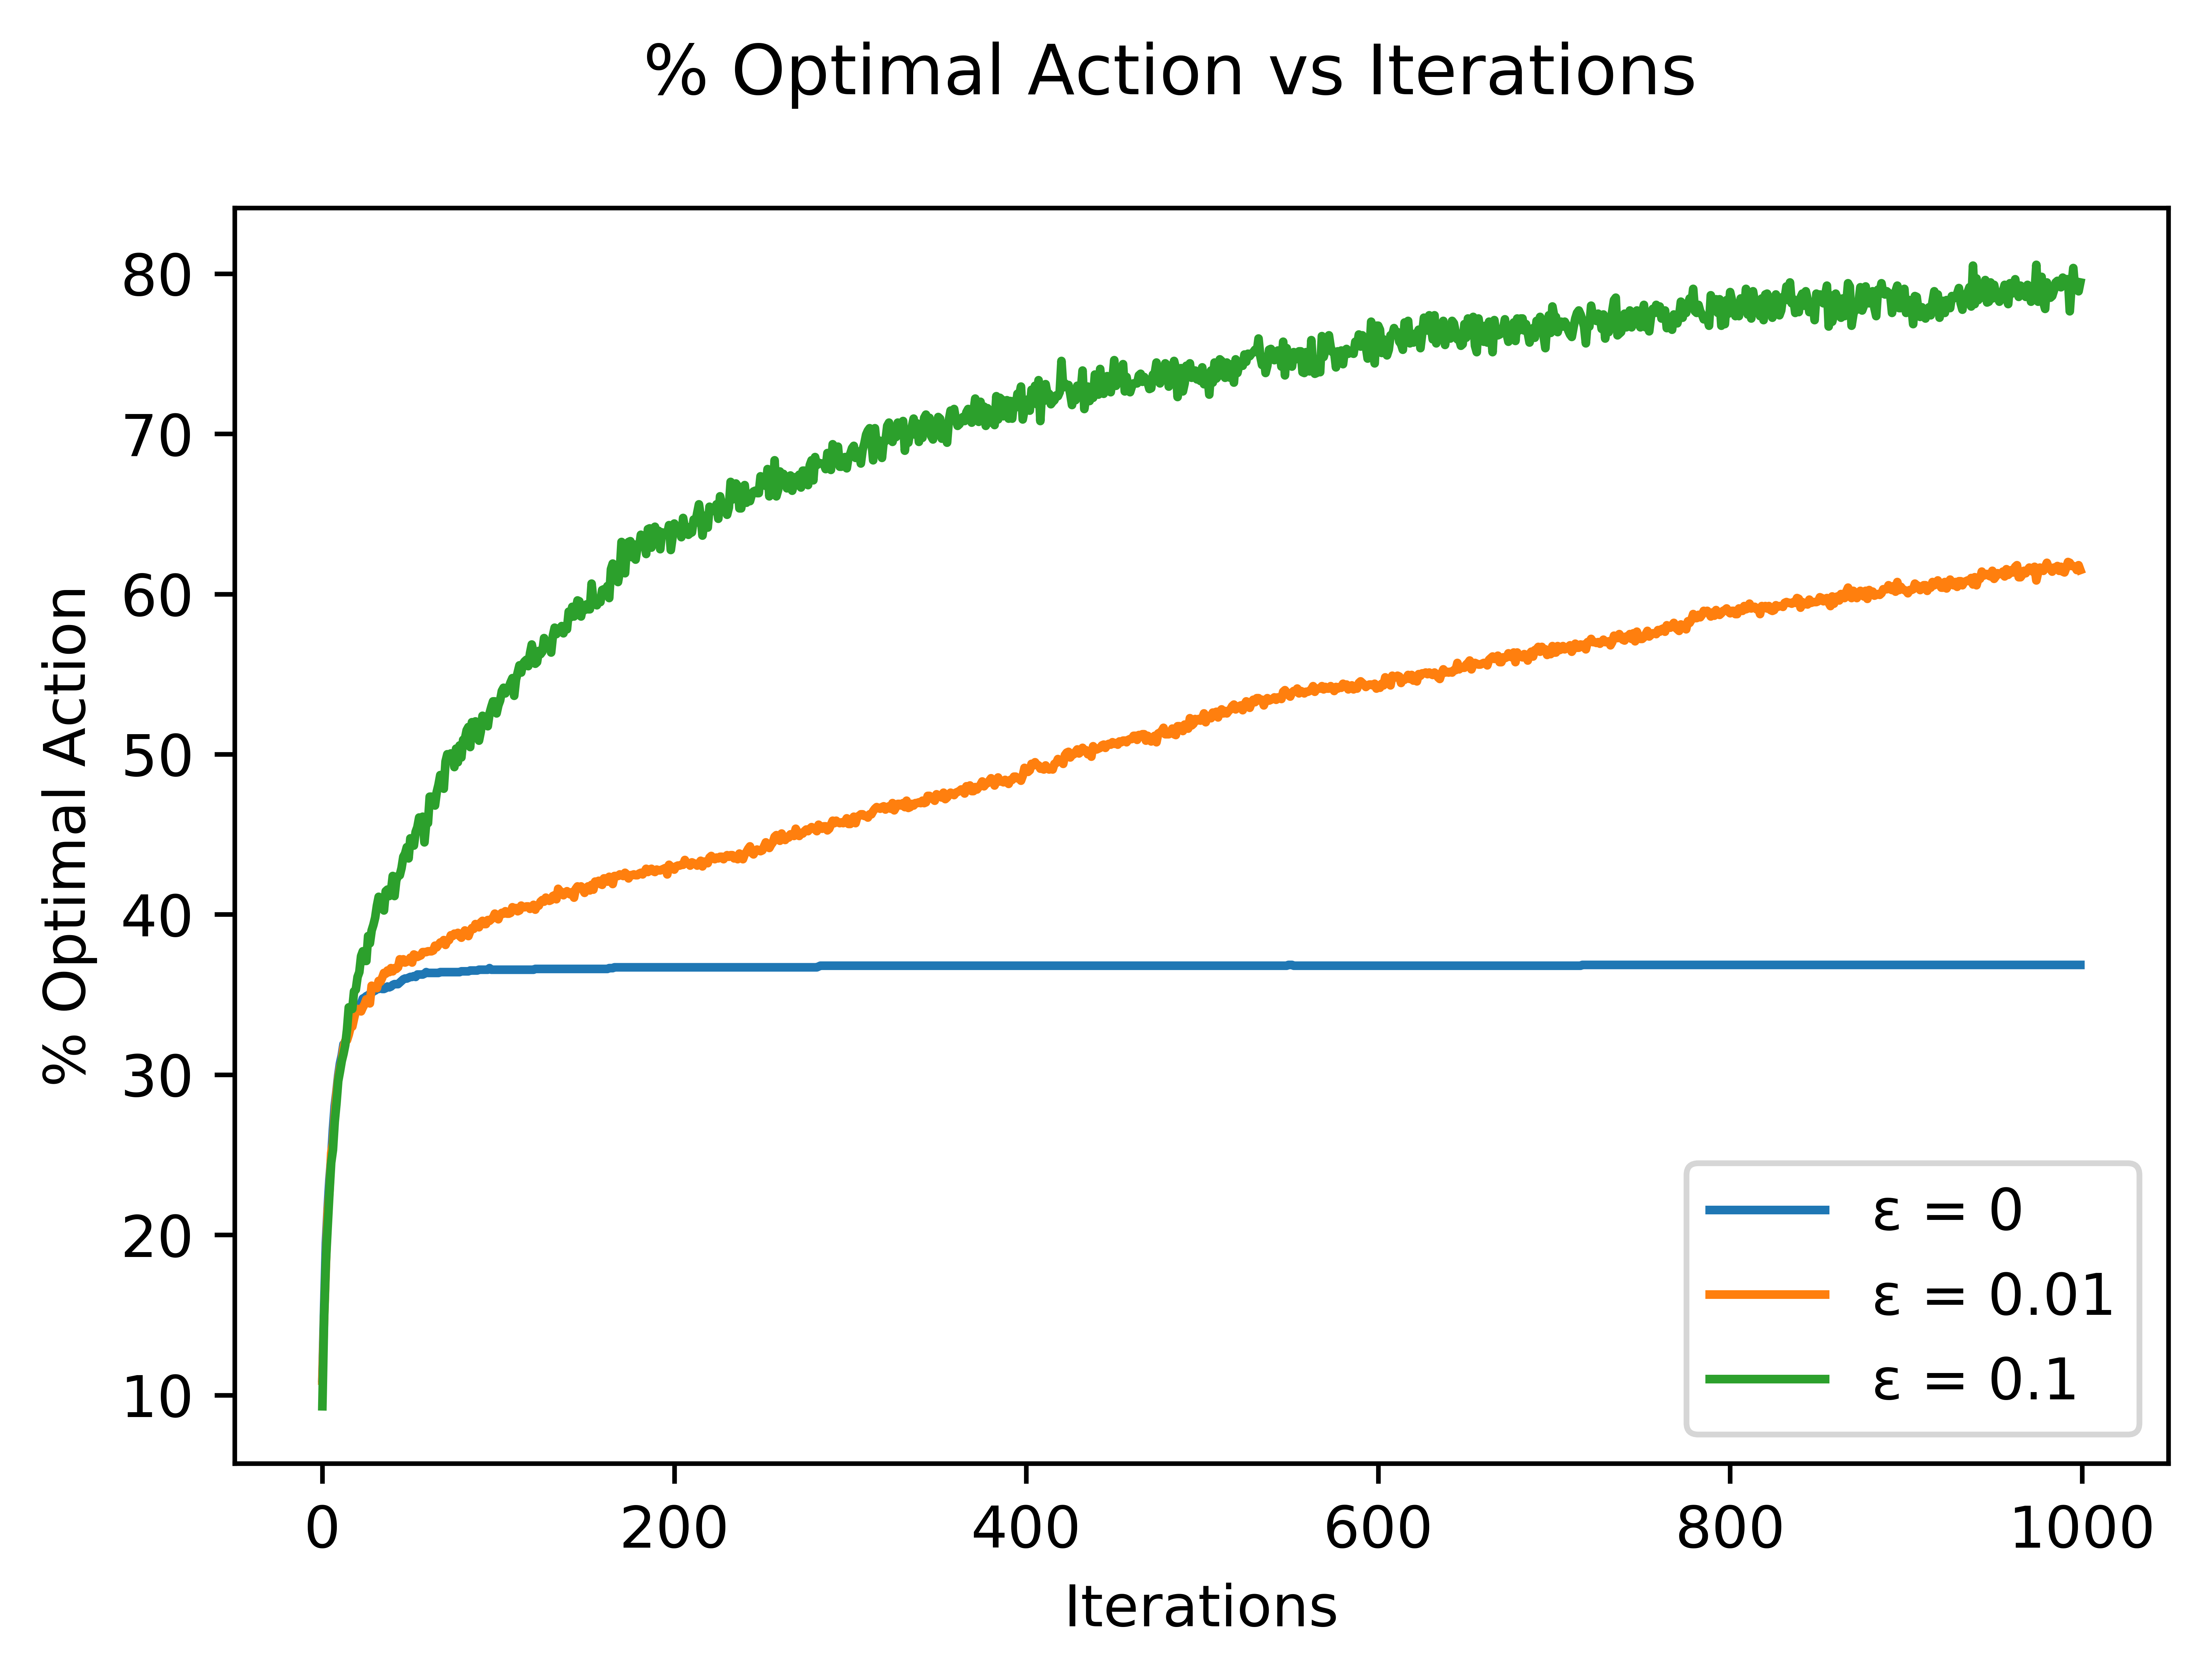 % Optimal Action vs Iterations
% Optimal Action
80
70
60
50
40
30
20
10
0
200
400
600
800
1000
Iterations
ε = 0
ε = 0.01
ε = 0.1